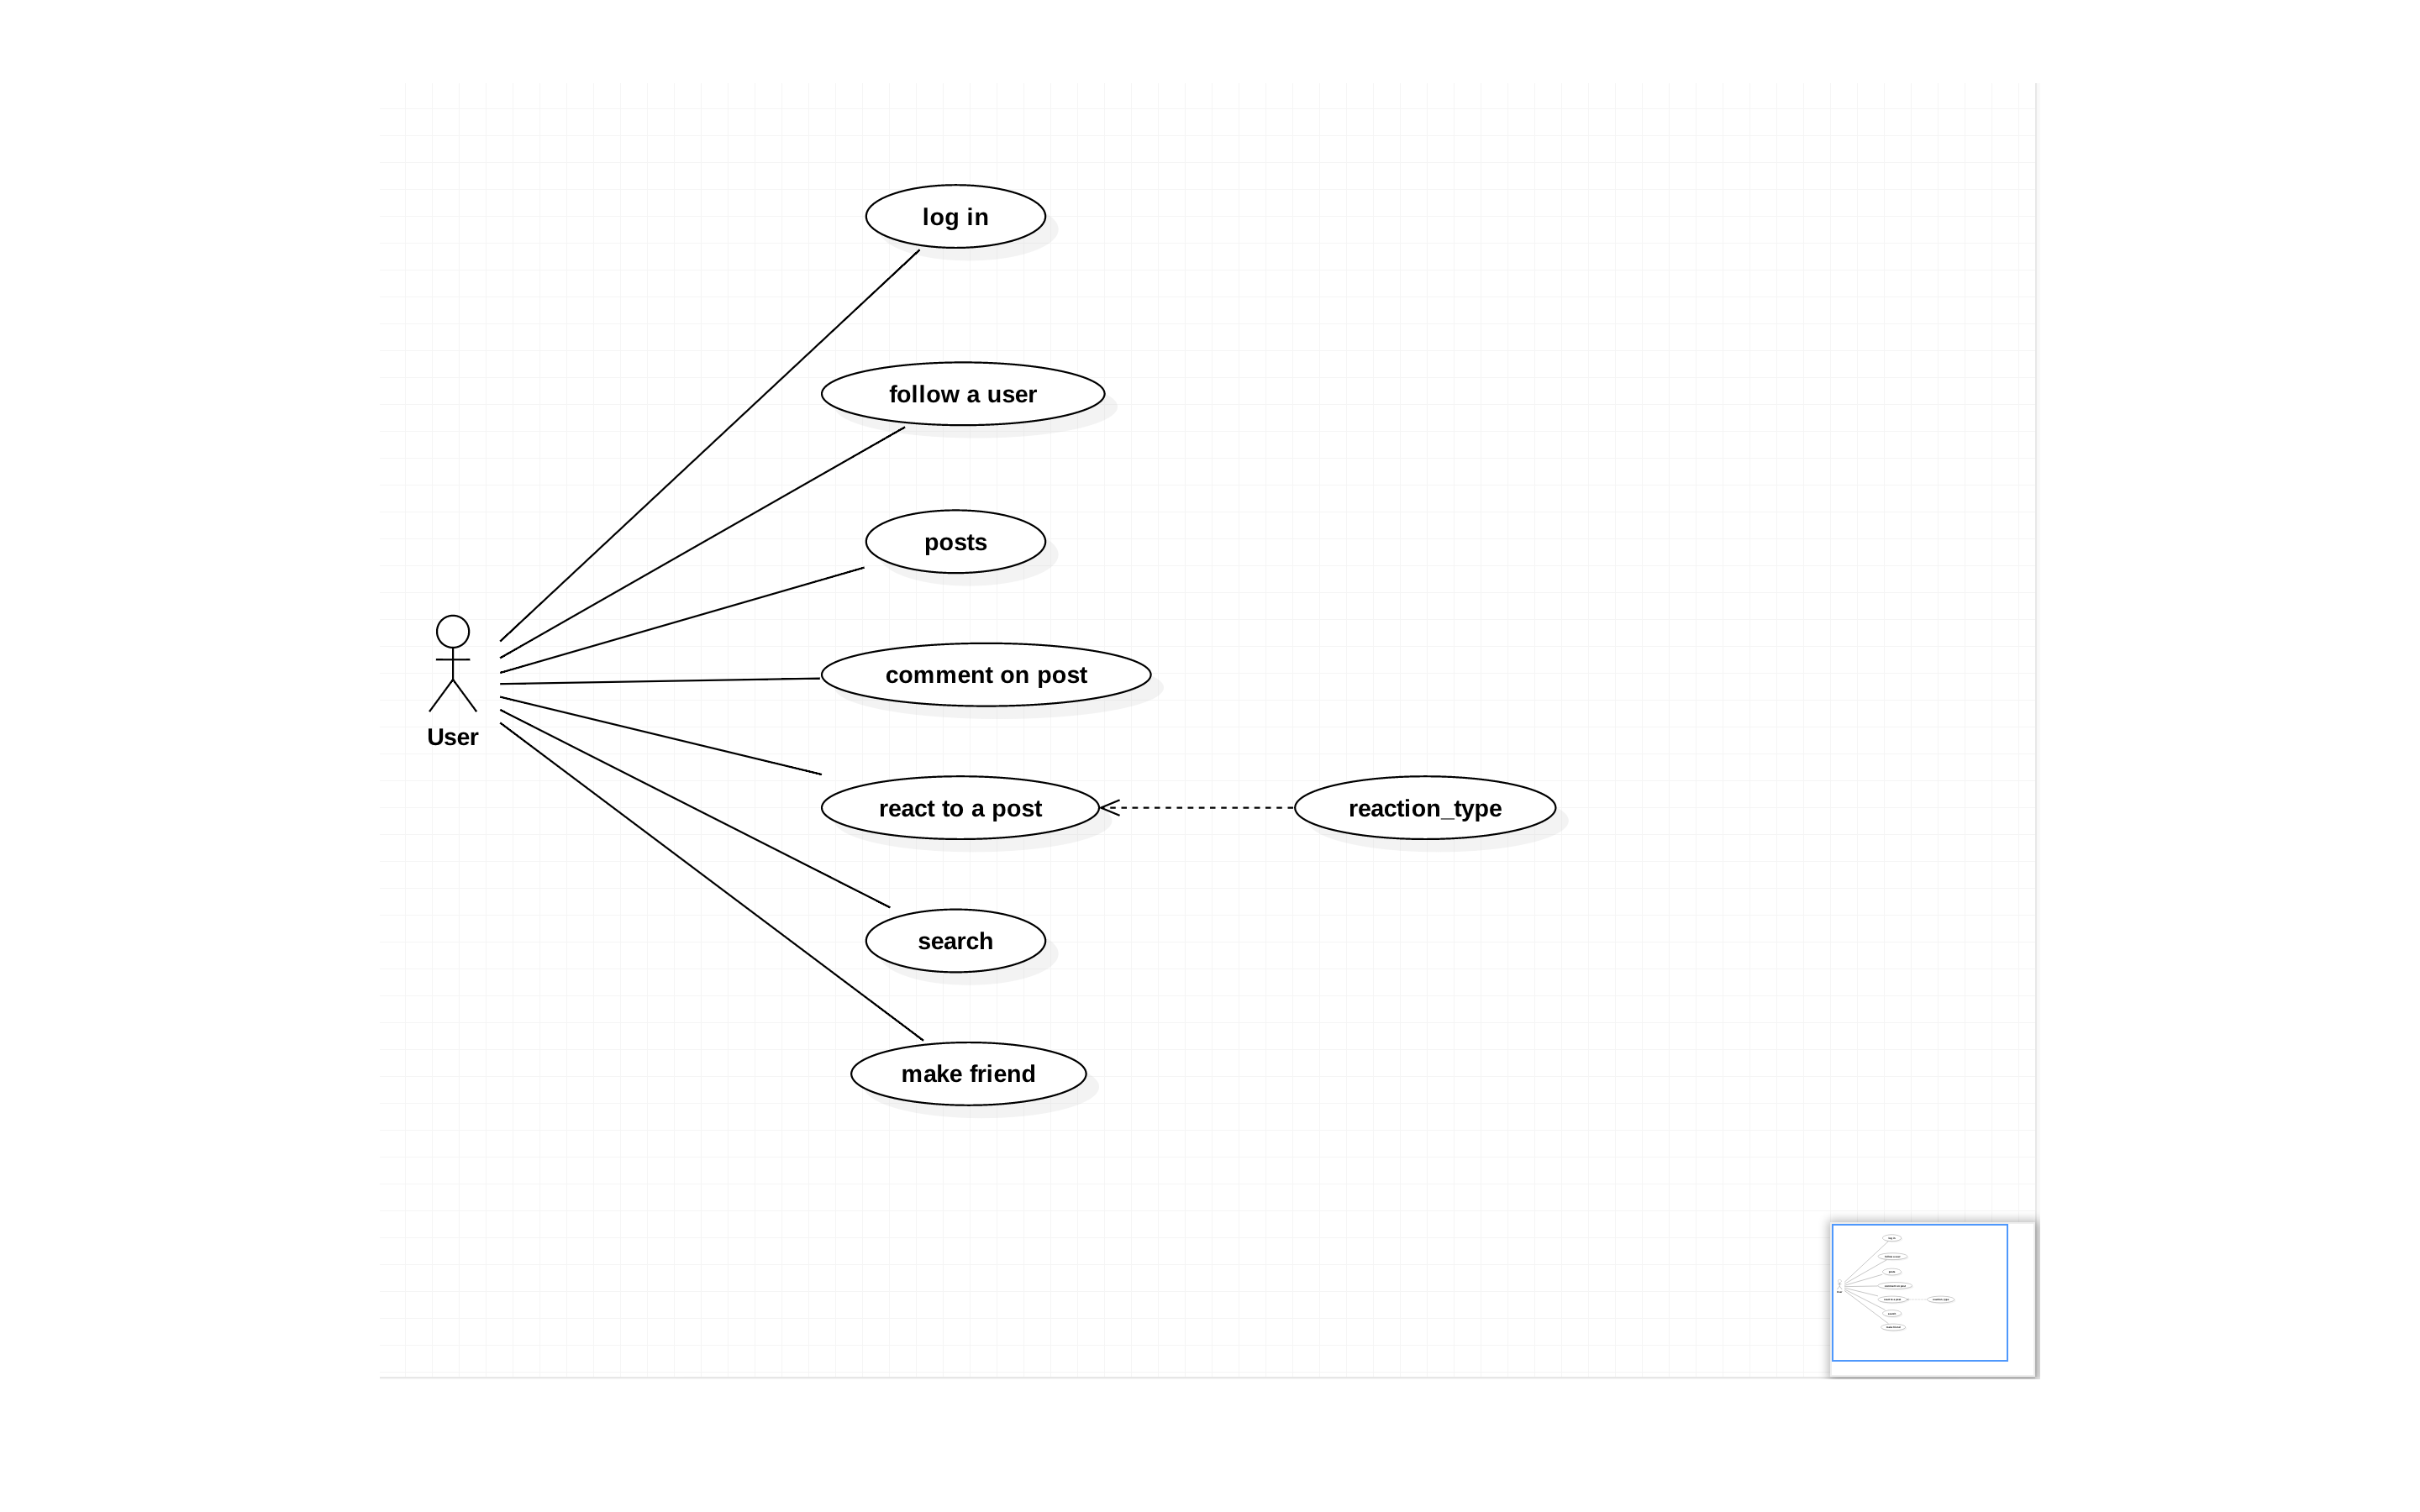 log in
follow a user
posts
comment on post
User
react to a post
reaction_type
search
make friend